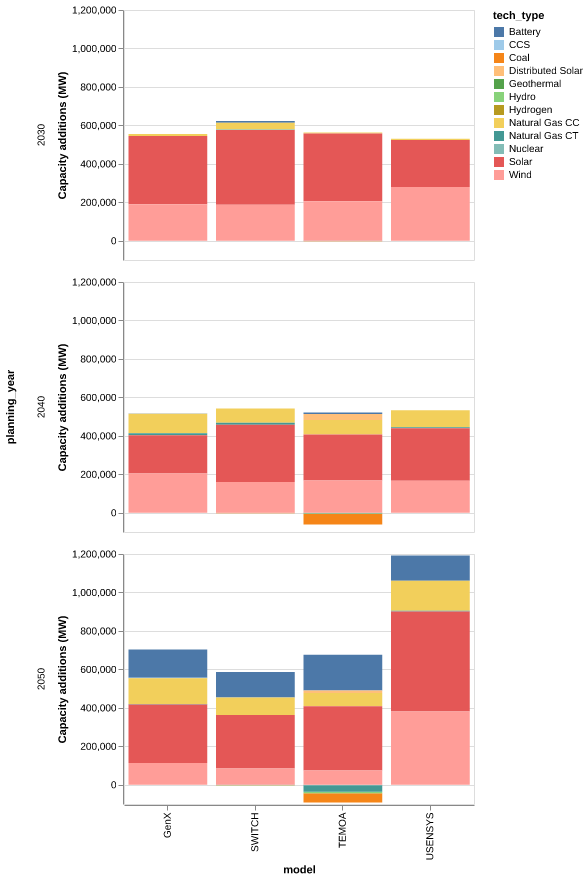 tech_type
Battery
CCS
Coal
Distributed Solar
Geothermal
Hydro
Hydrogen
Natural Gas CC
Natural Gas CT
Nuclear
Solar
Wind
planning_year
2030
Capacity additions (MW)
1,200,000
1,000,000
800,000
600,000
400,000
200,000
0
2040
Capacity additions (MW)
1,200,000
1,000,000
800,000
600,000
400,000
200,000
0
2050
Capacity additions (MW)
1,200,000
1,000,000
800,000
600,000
400,000
200,000
0
GenX
SWITCH
TEMOA
USENSYS
model